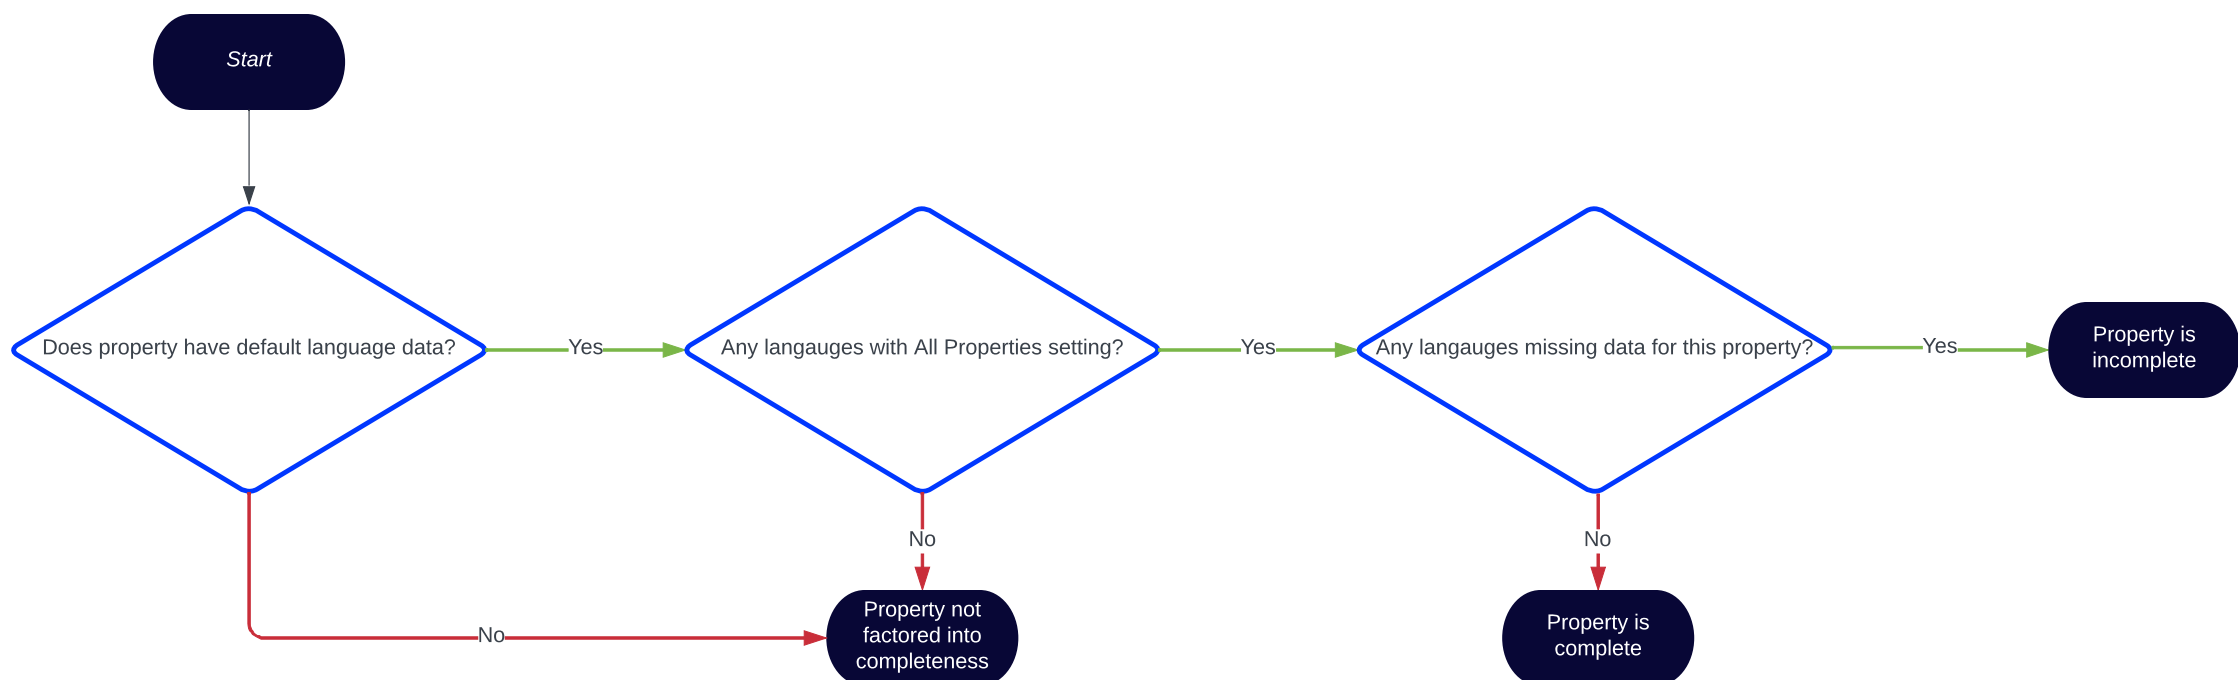 Start
Does property have default language data?
Yes
Any langauges with All Properties setting?
Yes
Any langauges missing data for this property?
Yes
Property is
incomplete
No
No
No
Property not
factored into
completeness
Property is
complete